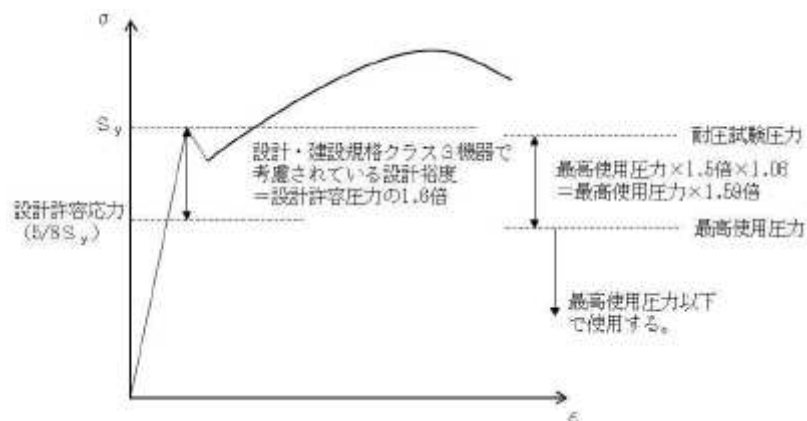 σ
Sy
設計・建設規格クラス3機器で
考慮されている設計裕度
＝設計許容圧力の1.6倍
設計許容応力
(5/8Sy)
耐圧試験圧力
最高使用圧力×1.5倍×1.06
＝最高使用圧力×1.59倍
最高使用圧力
最高使用圧力以下
で使用する。
ε